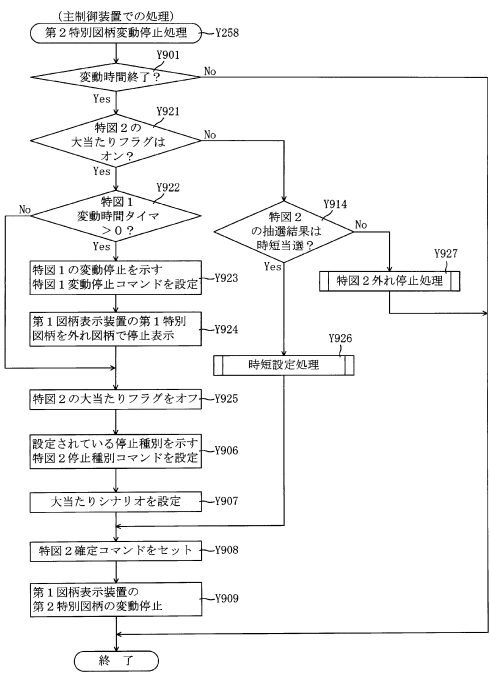 (主制御装置での処理)
第2特別図柄変動停止処理
Y258
Y901
変動時間終了？
No
Yes
Y921
特図2の
大当たりフラグは
オン？
No
Yes
Y922
特図1
変動時間タイマ
＞0？
No
Yes
Y914
特図2
の抽選結果は
時短当選？
No
Yes
Y927
特図2外れ停止処理
特図1の変動停止を示す
特図1変動停止コマンドを設定
Y923
第1図柄表示装置の第1特別
図柄を外れ図柄で停止表示
Y924
Y926
時短設定処理
特図2の大当たりフラグをオフ
Y925
設定されている停止種別を示す
特図2停止種別コマンドを設定
Y906
大当たりシナリオを設定
Y907
特図2確定コマンドをセット
Y908
第1図柄表示装置の
第2特別図柄の変動停止
Y909
終 了